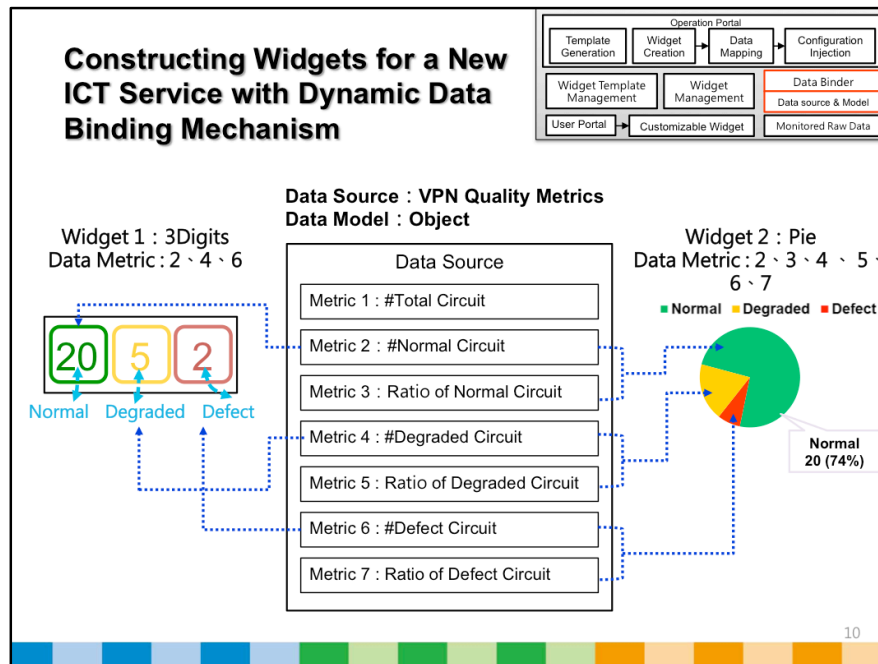 Constructing Widgets for a New
ICT Service with Dynamic Data
Binding Mechanism
Operation Portal
Template
Generation
Widget
Creation
Data
Mapping
Configuration
Injection
Widget Template
Management
Widget
Management
Data Binder
Data source & Model
User Portal
Customizable Widget
Monitored Raw Data
Data Source：VPN Quality Metrics
Data Model：Object
Widget 1：3Digits
Data Metric : 2、4、6
20
5
2
Normal
Degraded
Defect
Data Source
Metric 1 : #Total Circuit
Metric 2 : #Normal Circuit
Metric 3 : Ratio of Normal Circuit
Metric 4 : #Degraded Circuit
Metric 5 : Ratio of Degraded Circuit
Metric 6 : #Defect Circuit
Metric 7 : Ratio of Defect Circuit
Widget 2：Pie
Data Metric : 2、3、4 、 5、
6、7
Normal
Degraded
Defect
Normal
20 (74%)
10